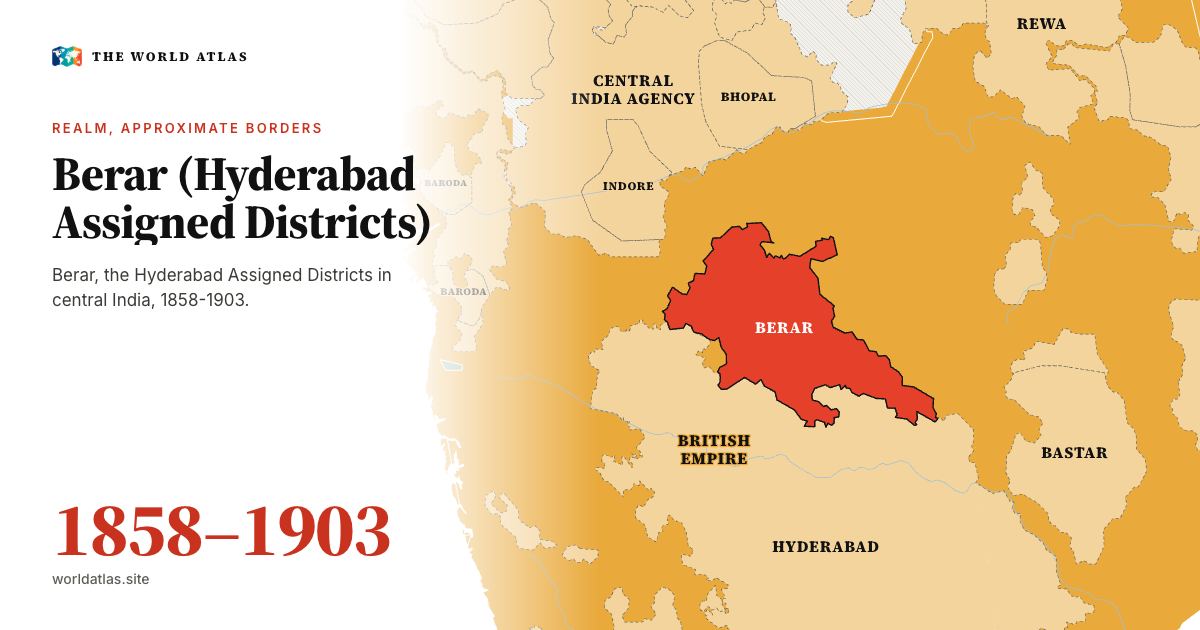 THE WORLD ATLAS
REALM, APPROXIMATE BORDERS
Berar (Hyderabad
Assigned Districts)
Berar, the Hyderabad Assigned Districts in
central India, 1858-1903.
1858–1903
worldatlas.site
REWA
CENTRAL
INDIA AGENCY
BHOPAL
BARODA
INDORE
BARODA
BERAR
BRITISH
EMPIRE
BASTAR
HYDERABAD